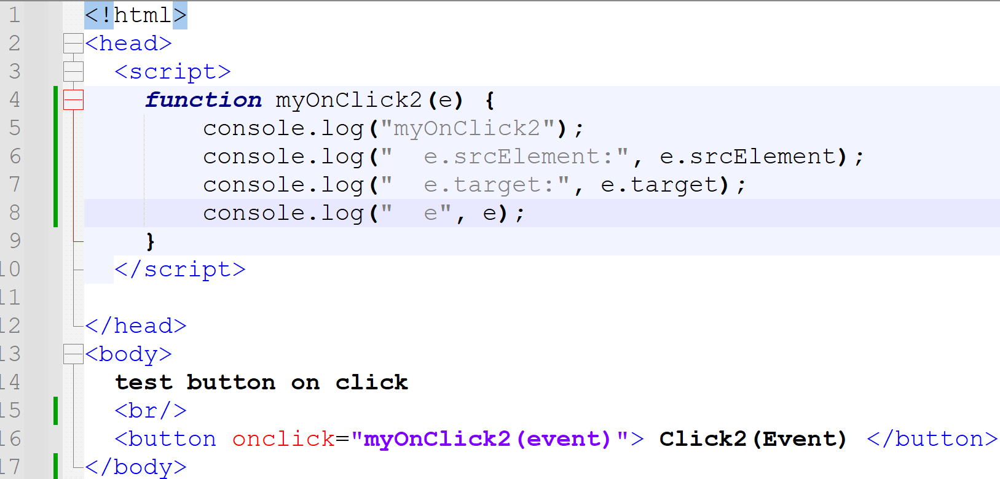 1 <!html>
2 <head>
3   <script>
4     function myOnClick2(e) {
5         console.log("myOnClick2");
6         console.log("  e.srcElement:", e.srcElement);
7         console.log("  e.target:", e.target);
8         console.log("  e", e);
9     }
10   </script>
11
12 </head>
13 <body>
14   test button on click
15   <br/>
16   <button onclick="myOnClick2(event)"> Click2(Event) </button>
17 </body>